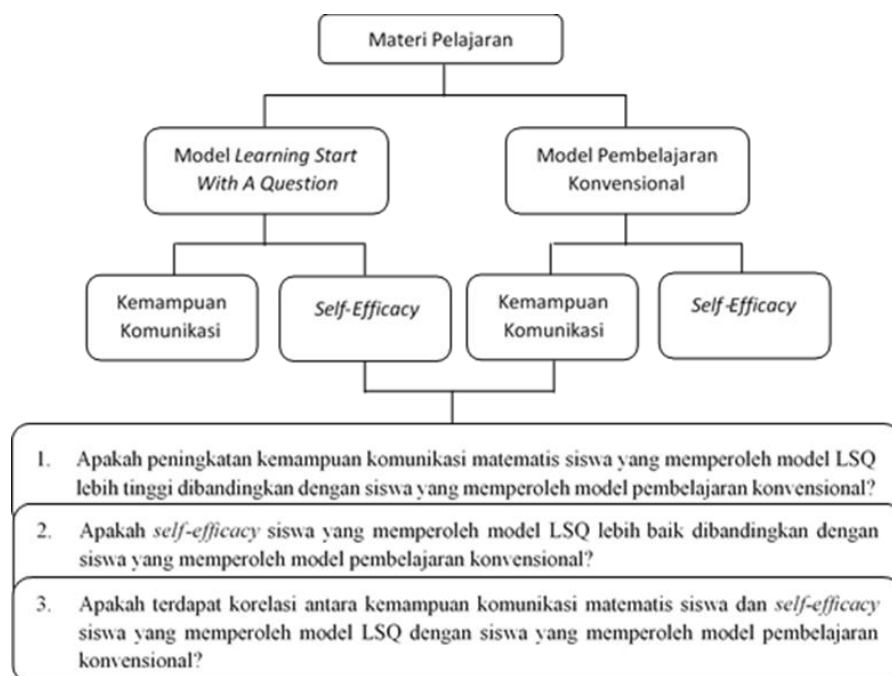 Materi Pelajaran
Model Learning Start
With A Question
Model Pembelajaran
Konvensional
Kemampuan
Komunikasi
Self-Efficacy
Kemampuan
Komunikasi
Self-Efficacy
1. Apakah peningkatan kemampuan komunikasi matematis siswa yang memperoleh model LSQ
lebih tinggi dibandingkan dengan siswa yang memperoleh model pembelajaran konvensional?
2. Apakah self-efficacy siswa yang memperoleh model LSQ lebih baik dibandingkan dengan
siswa yang memperoleh model pembelajaran konvensional?
3. Apakah terdapat korelasi antara kemampuan komunikasi matematis siswa dan self-efficacy
siswa yang memperoleh model LSQ dengan siswa yang memperoleh model pembelajaran
konvensional?